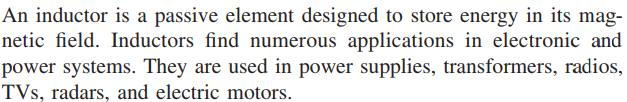 An inductor is a passive element designed to store energy in its mag-
netic field. Inductors find numerous applications in electronic and
power systems. They are used in power supplies, transformers, radios,
TVs, radars, and electric motors.